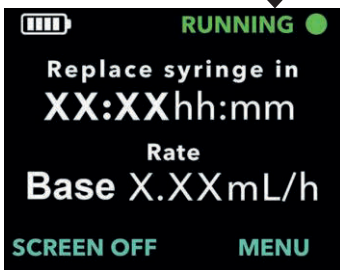 RUNNING
Replace syringe in
XX:XXhh:mm
Rate
Base X.XXmL/h
SCREEN OFF MENU